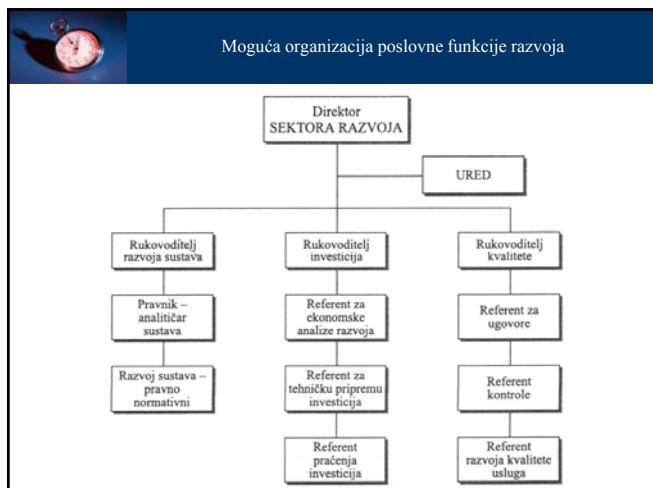 Moguća organizacija poslovne funkcije razvoja
Direktor
SEKTORA RAZVOJA
URED
Rukovoditelj
razvoja sustava
Rukovoditelj
investicija
Rukovoditelj
kvalitete
Pravnik –
analitičar
sustava
Referent za
ekonomske
analize razvoja
Referent za
ugovore
Razvoj sustava –
pravno
normativni
Referent za
tehničku pripremu
investicija
Referent
kontrole
Referent
praćenja
investicija
Referent
razvoja kvalitete
usluga